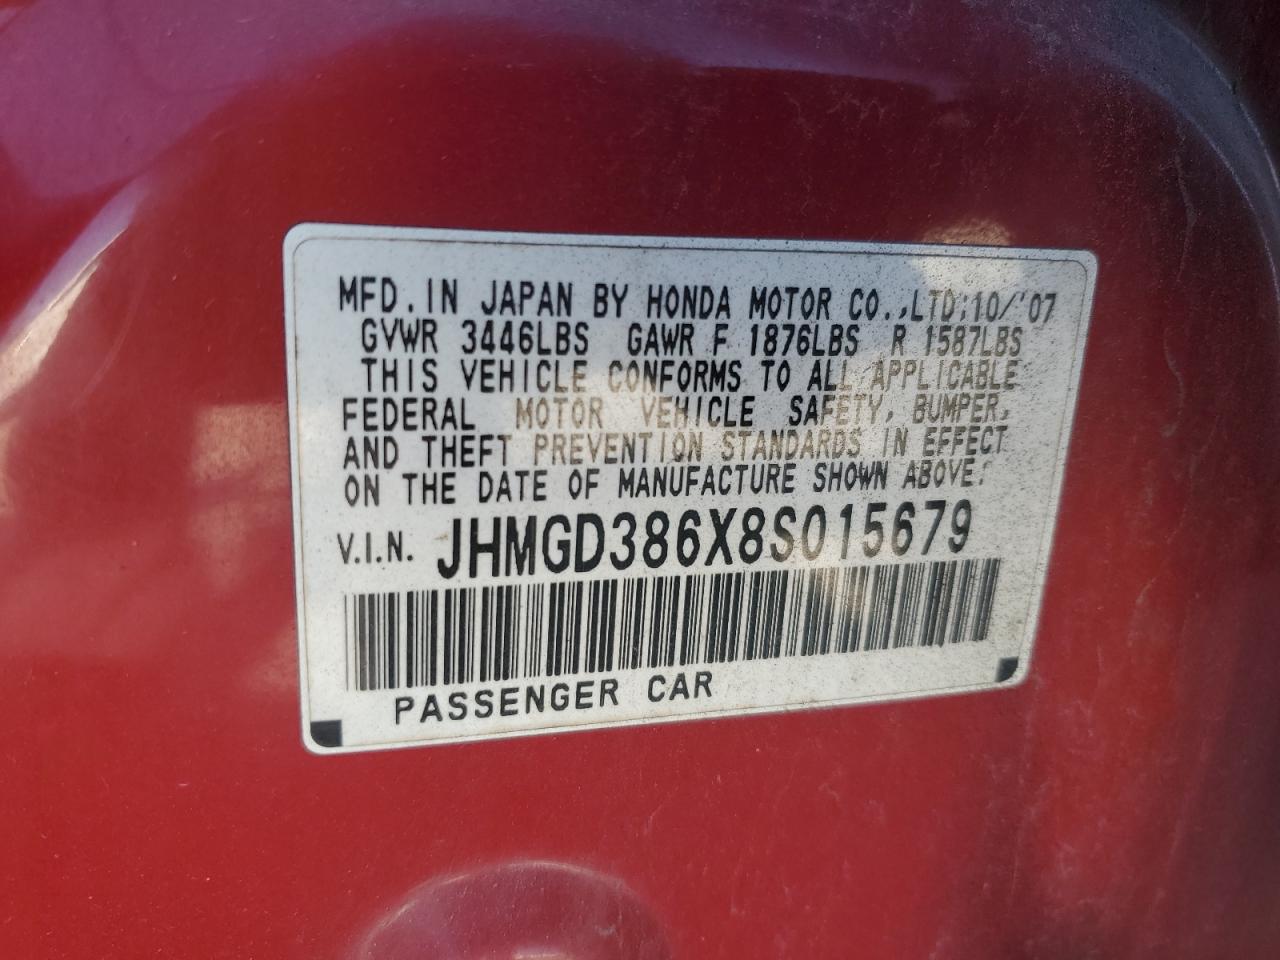 MFD. IN JAPAN BY HONDA MOTOR CO., LTD: 10/'07
GVWR 3446LBS GAWR F 1876LBS R 1587LBS
THIS VEHICLE CONFORMS TO ALL APPLICABLE
FEDERAL MOTOR VEHICLE SAFETY, BUMPER,
AND THEFT PREVENTION STANDARDS IN EFFECT
ON THE DATE OF MANUFACTURE SHOWN ABOVE.
V.I.N. JHMGD386X8S015679
PASSENGER CAR